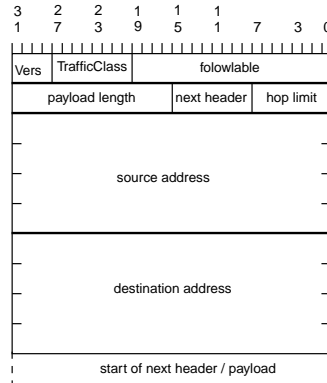 3 2 2 1 1 1
1 7 3 9 5 1 7 3 0
Vers TrafficClass folowlable
payload length next header hop limit
source address
destination address
start of next header / payload